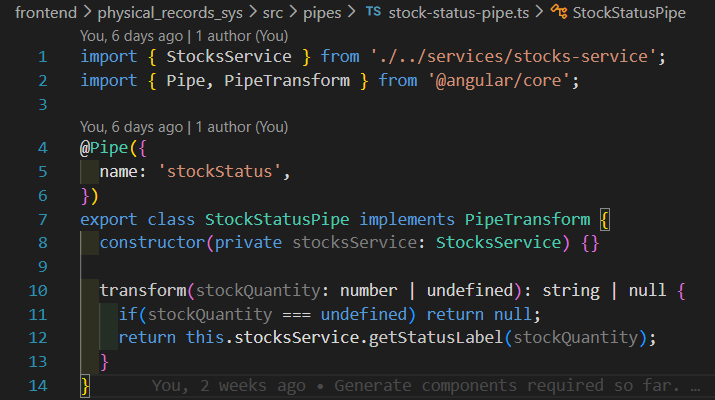 frontend > physical_records_sys > src > pipes > TS stock-status-pipe.ts > StockStatusPipe
You, 6 days ago | 1 author (You)
1 import { StocksService } from './../services/stocks-service';
2 import { Pipe, PipeTransform } from '@angular/core';
3
You, 6 days ago | 1 author (You)
4 @Pipe({
5   name: 'stockStatus',
6 })
7 export class StockStatusPipe implements PipeTransform {
8   constructor(private stocksService: StocksService) {}
9
10   transform(stockQuantity: number | undefined): string | null {
11     if(stockQuantity === undefined) return null;
12     return this.stocksService.getStatusLabel(stockQuantity);
13   }
14 }     You, 2 weeks ago • Generate components required so far. …